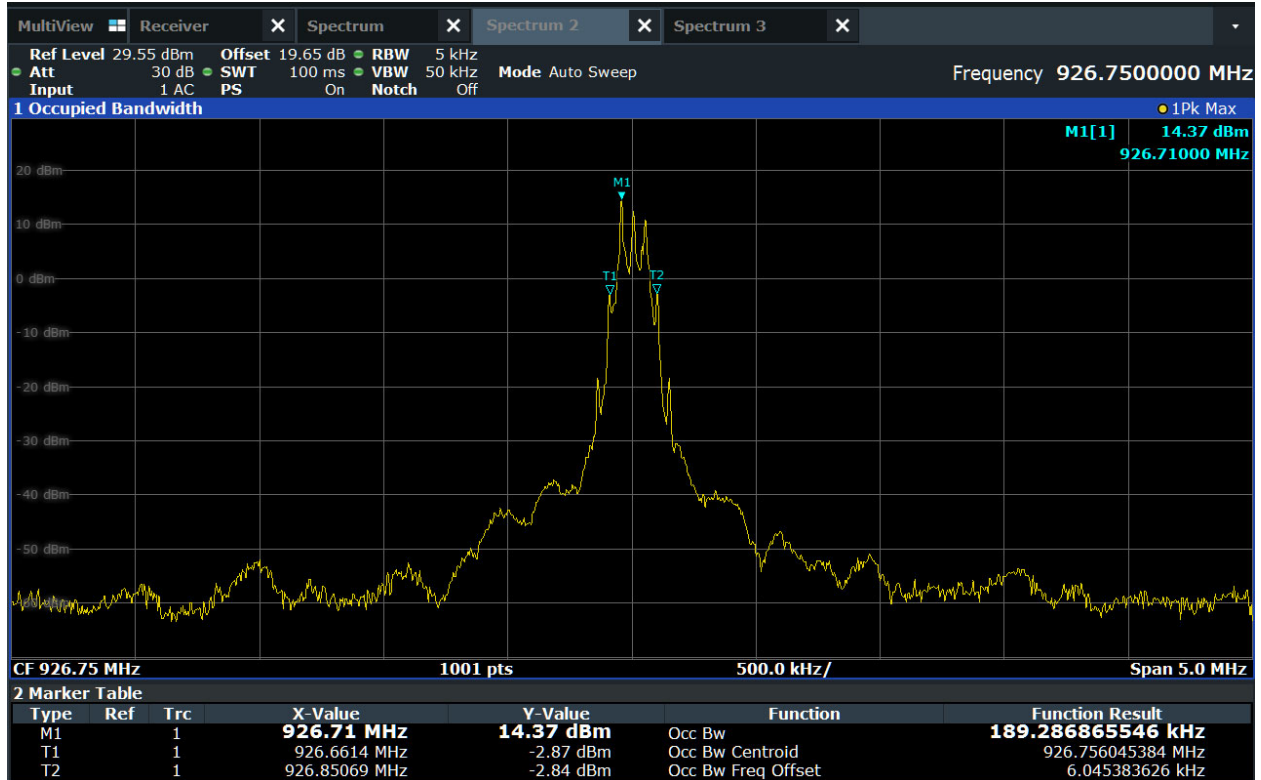 MultiView Receiver X Spectrum X Spectrum 2 X Spectrum 3 X
Ref Level 29.55 dBm Offset 19.65 dB RBW 5 kHz
Att 30 dB SWT 100 ms VBW 50 kHz Mode Auto Sweep Frequency 926.7500000 MHz
Input 1 AC PS On Notch Off
1 Occupied Bandwidth 1Pk Max
M1[1] 14.37 dBm
926.71000 MHz
20 dBm
M1
10 dBm
0 dBm
T1 T2
-10 dBm
-20 dBm
-30 dBm
-40 dBm
-50 dBm
CF 926.75 MHz 1001 pts 500.0 kHz/ Span 5.0 MHz
2 Marker Table
Type Ref Trc X-Value Y-Value Function Function Result
M1 1 926.71 MHz 14.37 dBm Occ Bw 189.286865546 kHz
T1 1 926.6614 MHz -2.87 dBm Occ Bw Centroid 926.756045384 MHz
T2 1 926.85069 MHz -2.84 dBm Occ Bw Freq Offset 6.045383626 kHz